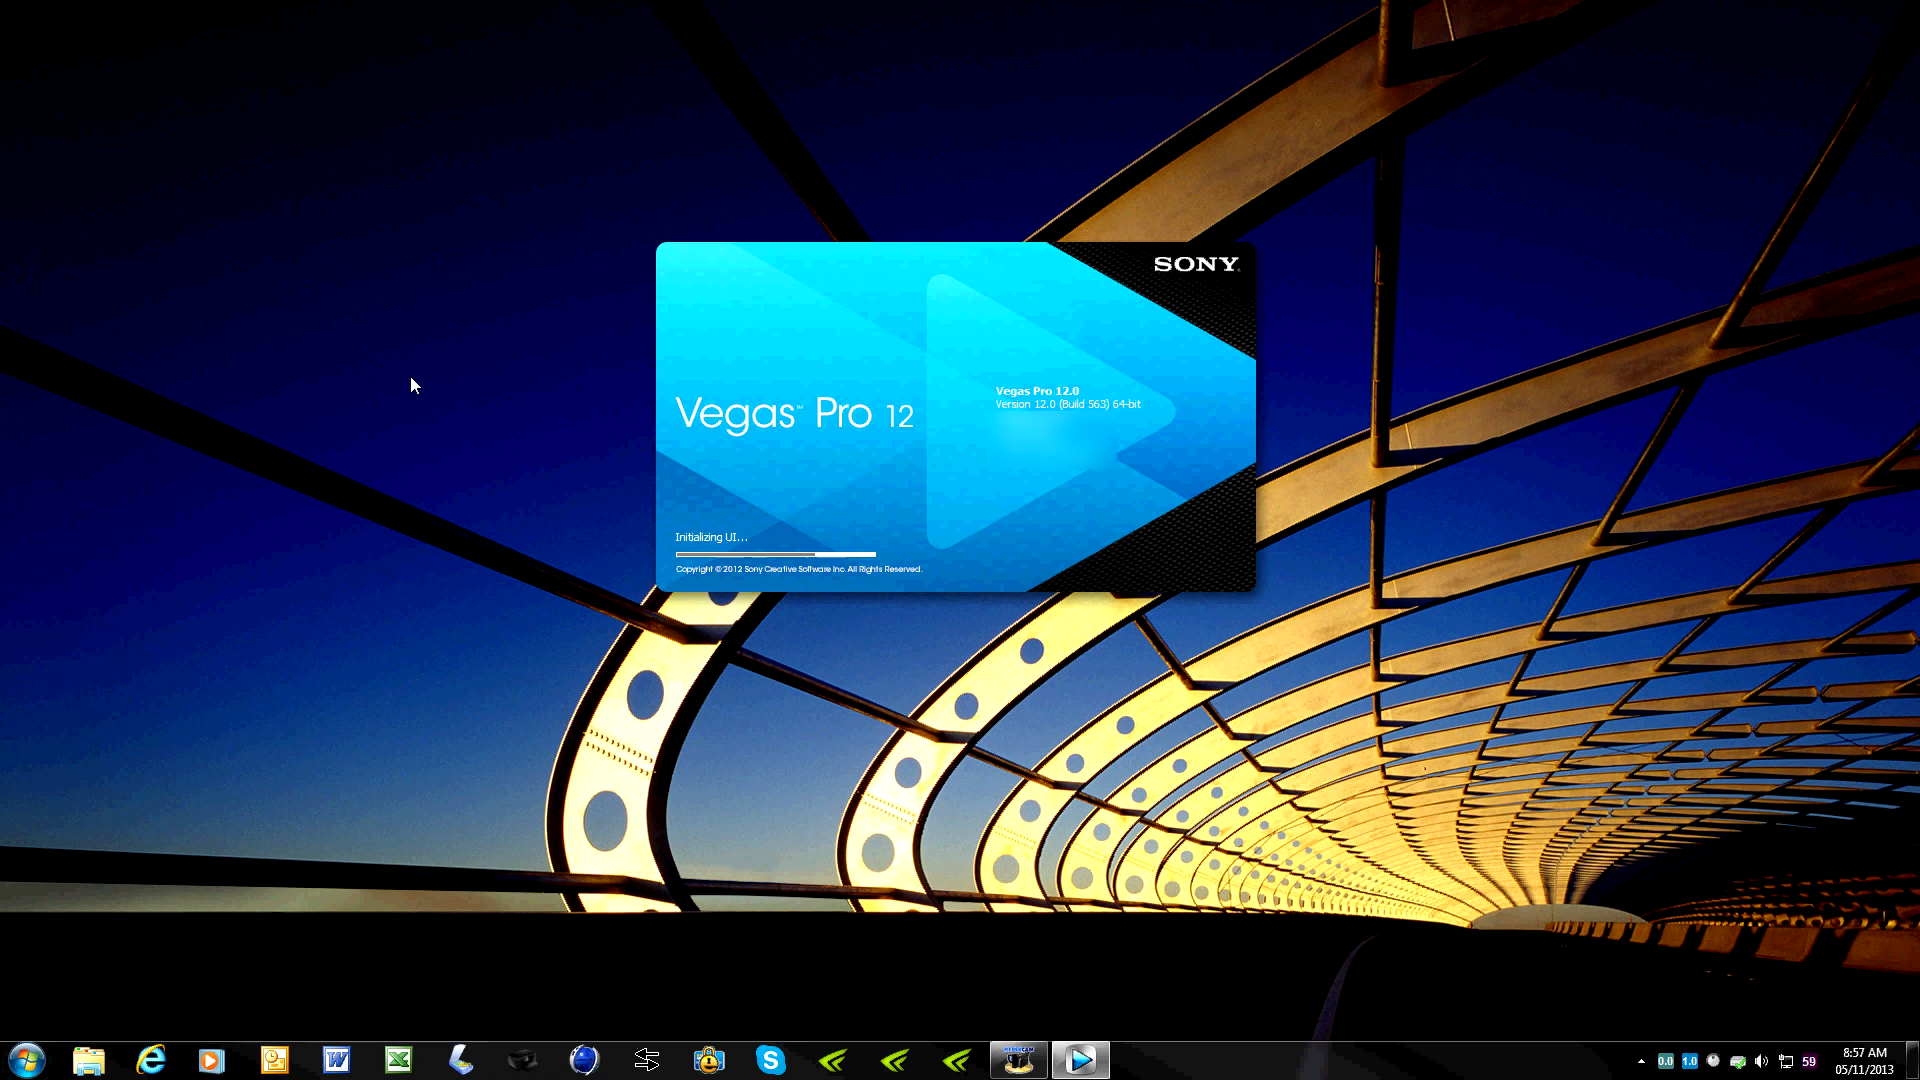 SONY
Vegas Pro 12.0
Version 12.0 (Build 563) 64-bit
Vegas™ Pro 12
Initializing UI...
Copyright © 2012 Sony Creative Software Inc. All Rights Reserved.
0.0
1.0
59
8:57 AM
05/11/2013